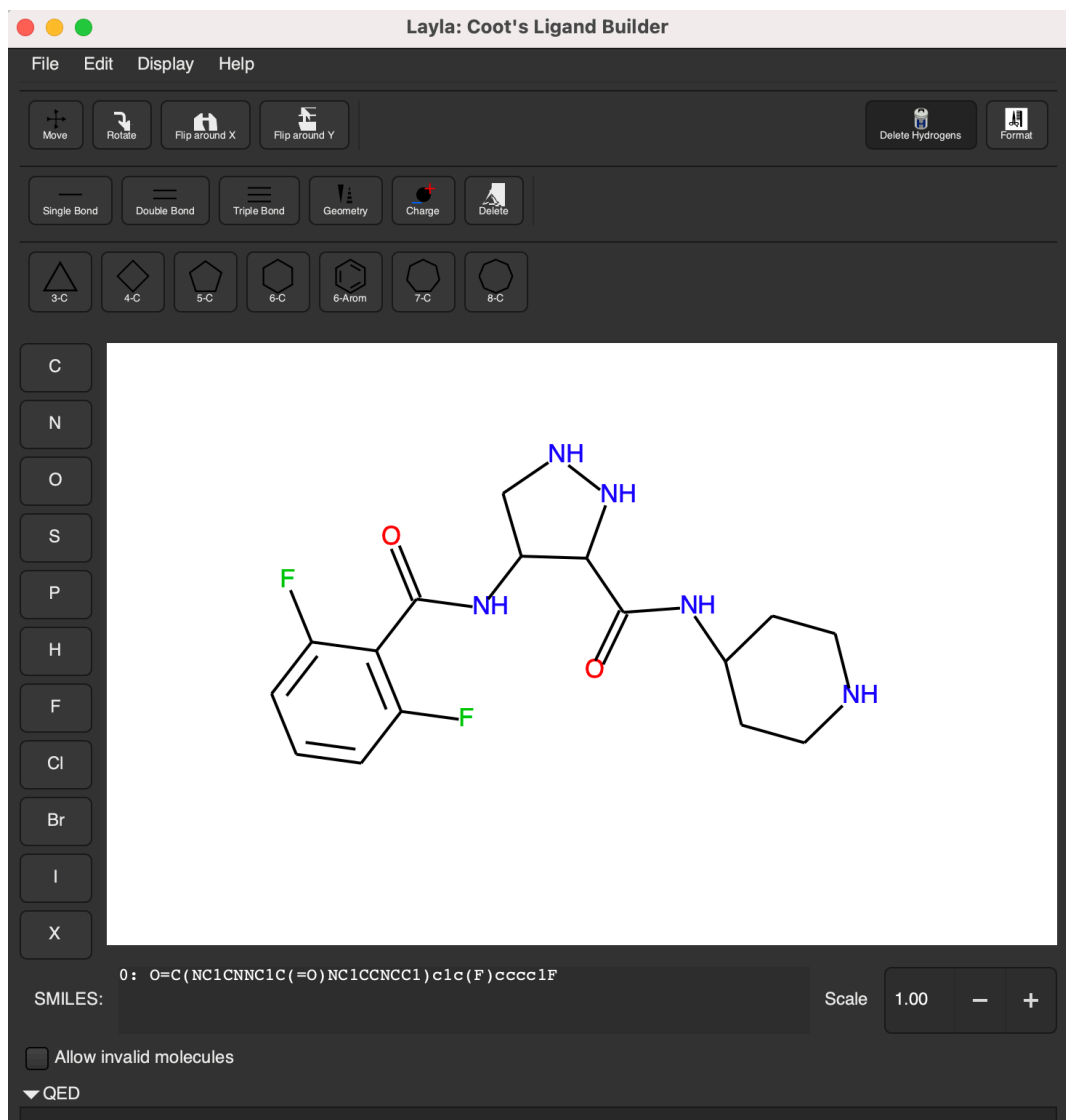 Layla: Coot's Ligand Builder
File Edit Display Help
Move Rotate Flip around X Flip around Y Delete Hydrogens Format
Single Bond Double Bond Triple Bond Geometry Charge Delete
3-C 4-C 5-C 6-C 6-Arom 7-C 8-C
C
N
O
S
P
H
F
Cl
Br
I
X
NH
NH
O
F
NH
NH
O
NH
F
0: O=C(NC1CNNC1C(=O)NC1CCNCC1)c1c(F)cccc1F
SMILES:
Scale 1.00 − +
Allow invalid molecules
QED